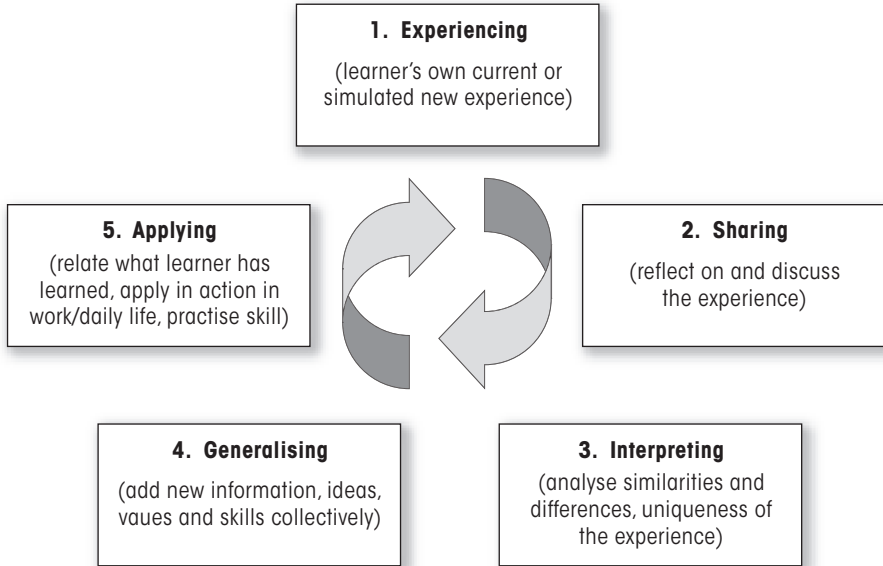 1. Experiencing
(learner's own current or
simulated new experience)
2. Sharing
(reflect on and discuss
the experience)
3. Interpreting
(analyse similarities and
differences, uniqueness of
the experience)
4. Generalising
(add new information, ideas,
vaues and skills collectively)
5. Applying
(relate what learner has
learned, apply in action in
work/daily life, practise skill)